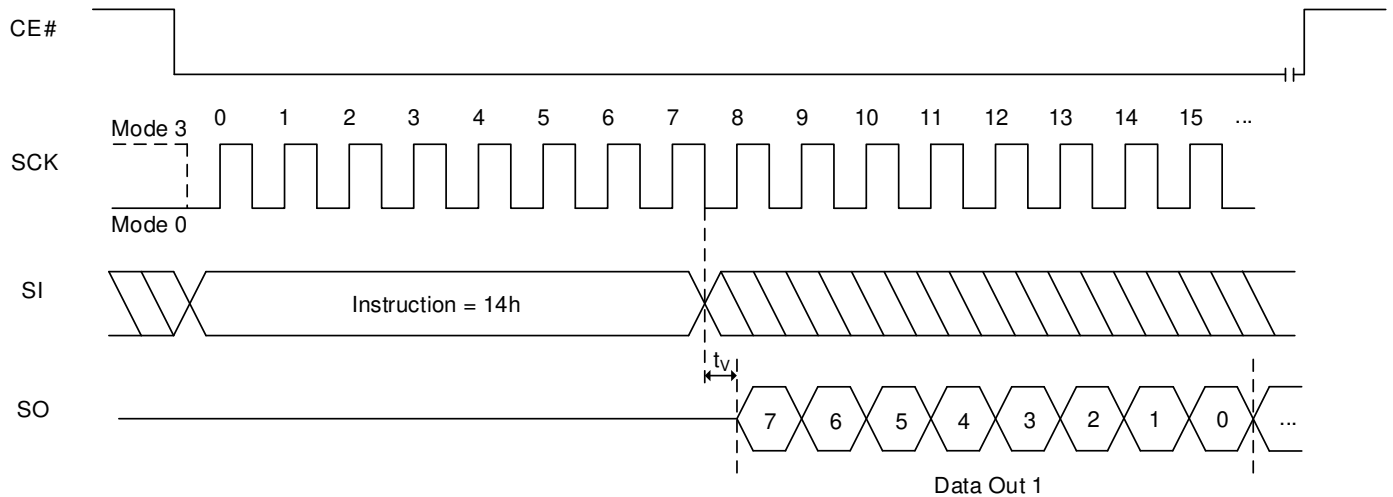 CE#
Mode 3
0 1 2 3 4 5 6 7 8 9 10 11 12 13 14 15 ...
SCK
Mode 0
SI
Instruction = 14h
tV
SO
7 6 5 4 3 2 1 0 ...
Data Out 1